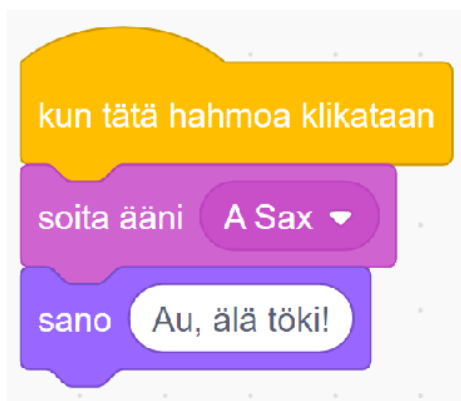 kun tätä hahmoa klikataan
soita ääni A Sax
sano Au, älä töki!